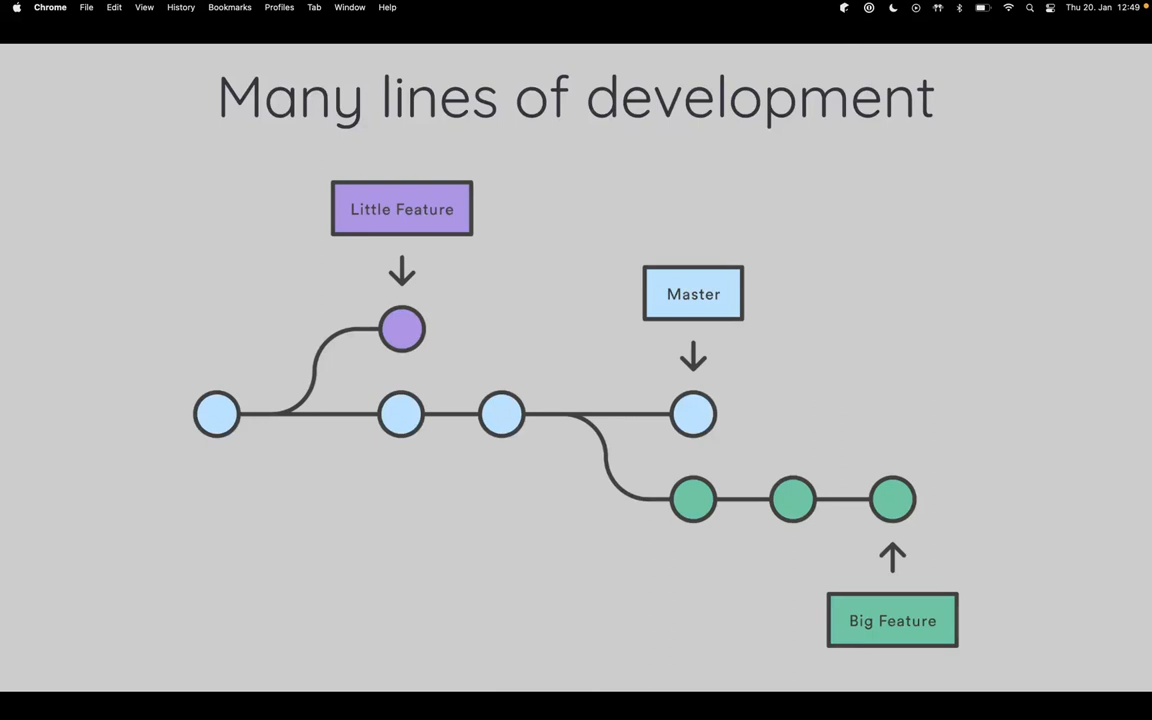 Chrome File Edit View History Bookmarks Profiles Tab Window Help Thu 20. Jan 12:49
Many lines of development
Little Feature
Master
Big Feature